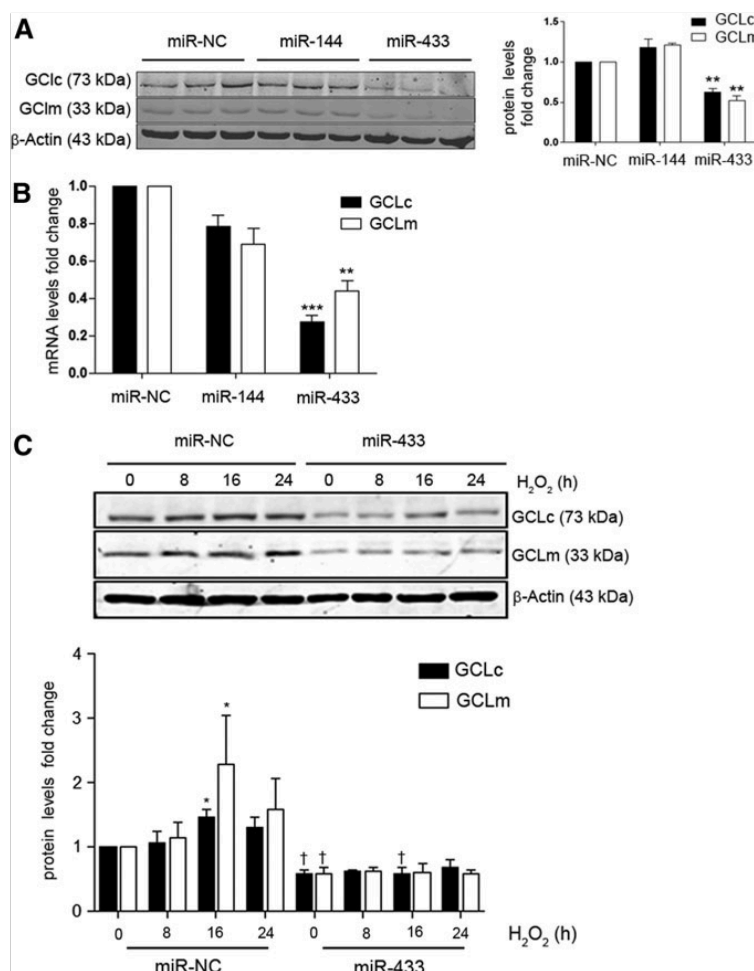 A
miR-NC miR-144 miR-433
GClc (73 kDa)
GClm (33 kDa)
β-Actin (43 kDa)
GCLc
GCLm
protein levels
fold change
1.5
1.0
0.5
0.0
** **
miR-NC miR-144 miR-433
B
mRNA levels fold change
1.0
0.8
0.6
0.4
0.2
0.0
GCLc
GCLm
*** **
miR-NC miR-144 miR-433
C
miR-NC miR-433
0 8 16 24 0 8 16 24 H₂O₂ (h)
GCLc (73 kDa)
GCLm (33 kDa)
β-Actin (43 kDa)
protein levels fold change
4
3
2
1
0
GCLc
GCLm
* * † † †
0 8 16 24 0 8 16 24 H₂O₂ (h)
miR-NC miR-433